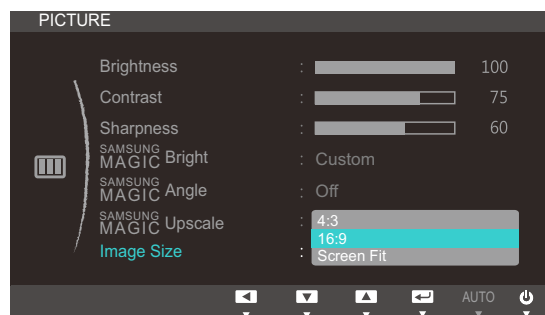 PICTURE
Brightness : 100
Contrast : 75
Sharpness : 60
SAMSUNG MAGIC Bright : Custom
SAMSUNG MAGIC Angle : Off
SAMSUNG MAGIC Upscale : 4:3
16:9
Image Size : Screen Fit
AUTO